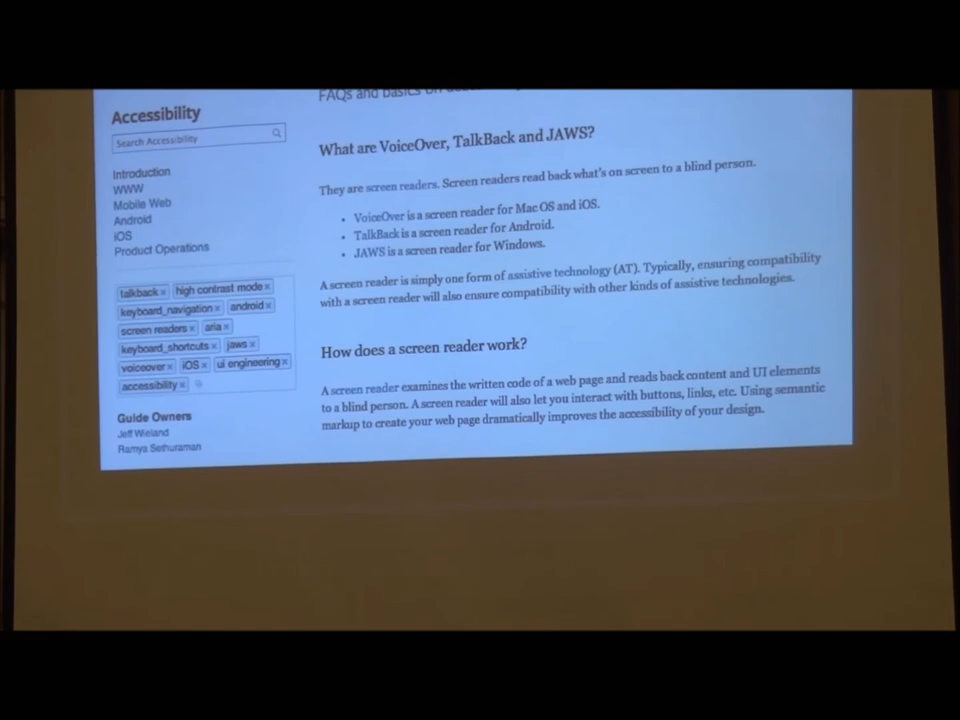 Accessibility
Search Accessibility
Introduction
WWW
Mobile Web
Android
iOS
Product Operations
talkback × high contrast mode ×
keyboard_navigation × android ×
screen readers × aria ×
keyboard_shortcuts × jaws ×
voiceover × iOS × ui engineering ×
accessibility ×
Guide Owners
Jeff Wieland
Ramya Sethuraman
FAQs and basics on
What are VoiceOver, TalkBack and JAWS?
They are screen readers. Screen readers read back what's on screen to a blind person.
• VoiceOver is a screen reader for Mac OS and iOS.
• TalkBack is a screen reader for Android.
• JAWS is a screen reader for Windows.
A screen reader is simply one form of assistive technology (AT). Typically, ensuring compatibility
with a screen reader will also ensure compatibility with other kinds of assistive technologies.
How does a screen reader work?
A screen reader examines the written code of a web page and reads back content and UI elements
to a blind person. A screen reader will also let you interact with buttons, links, etc. Using semantic
markup to create your web page dramatically improves the accessibility of your design.